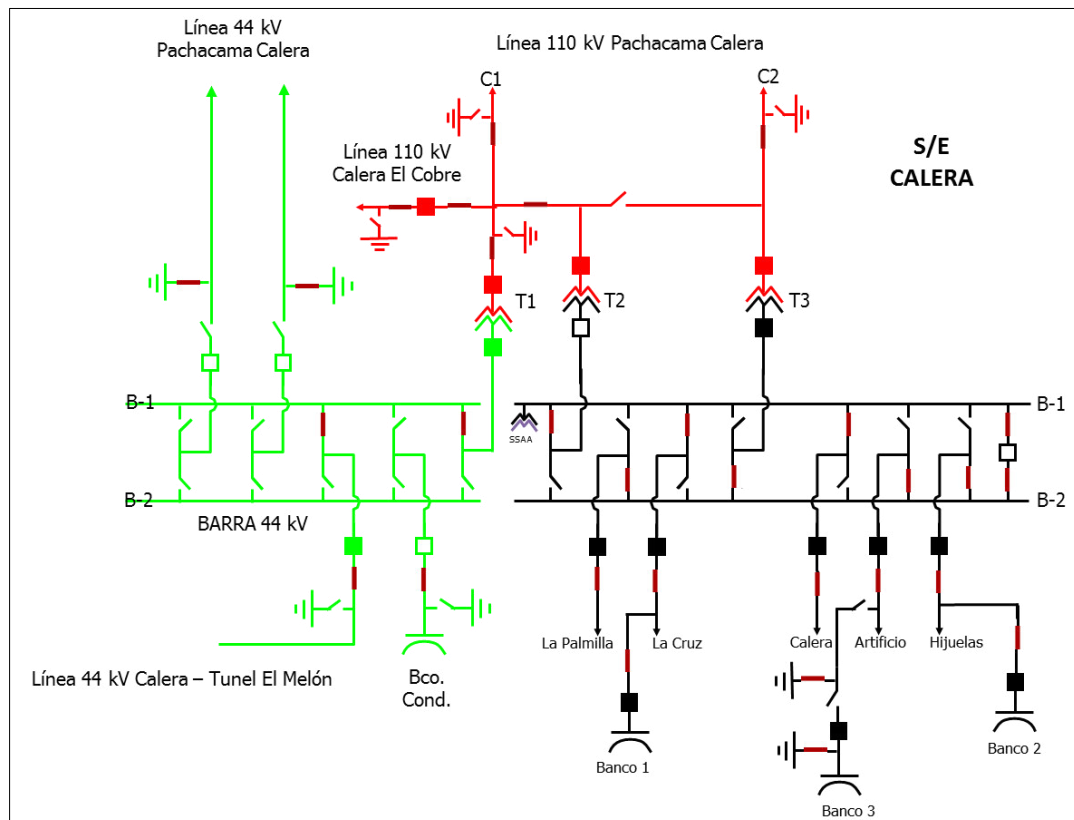 Línea 44 kV
Pachacama Calera
Línea 110 kV Pachacama Calera
C1
C2
S/E
CALERA
Línea 110 kV
Calera El Cobre
T1
T2
T3
B-1
B-1
SSAA
B-2
B-2
BARRA 44 kV
La Palmilla
La Cruz
Calera
Artificio
Hijuelas
Línea 44 kV Calera – Tunel El Melón
Bco.
Cond.
Banco 1
Banco 2
Banco 3